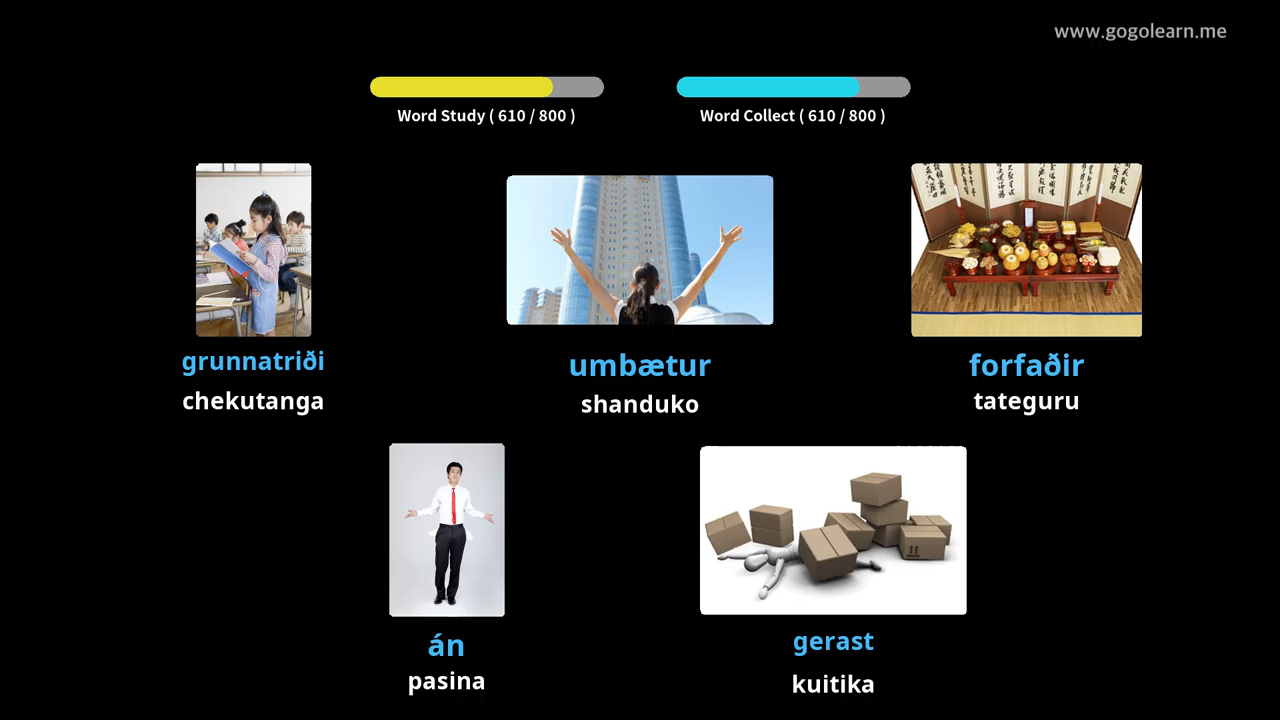 www.gogolearn.me
Word Study ( 610 / 800 )
Word Collect ( 610 / 800 )
grunnatriði
chekutanga
umbætur
shanduko
forfaðir
tateguru
án
pasina
gerast
kuitika